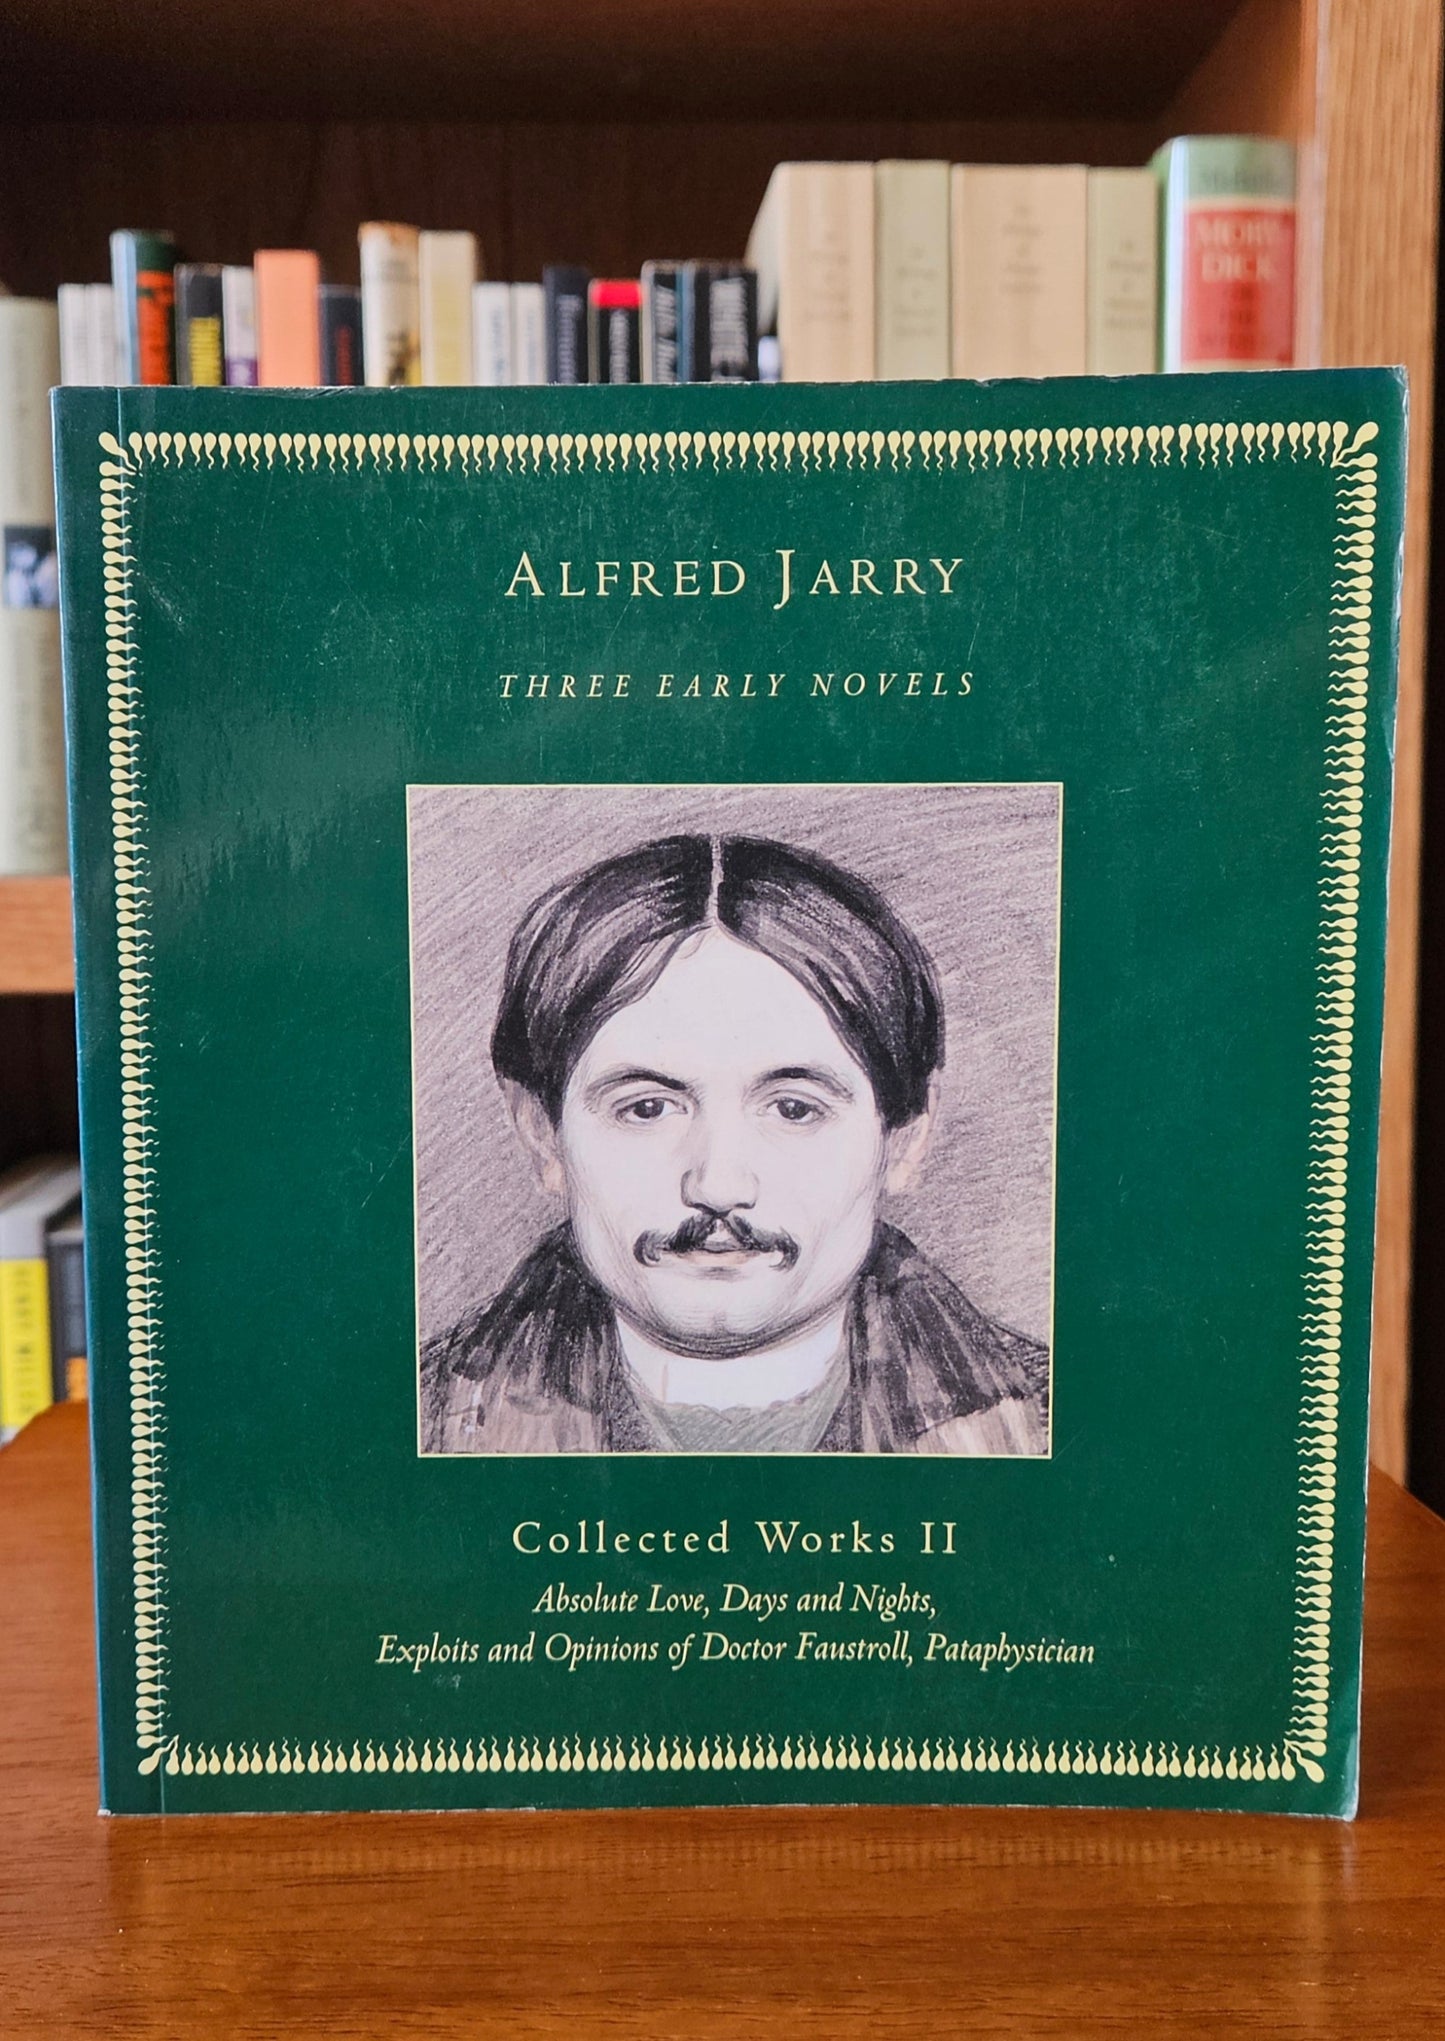 MOBY
DICK
ALFRED JARRY
THREE EARLY NOVELS
Collected Works II
Absolute Love, Days and Nights,
Exploits and Opinions of Doctor Faustroll, Pataphysician